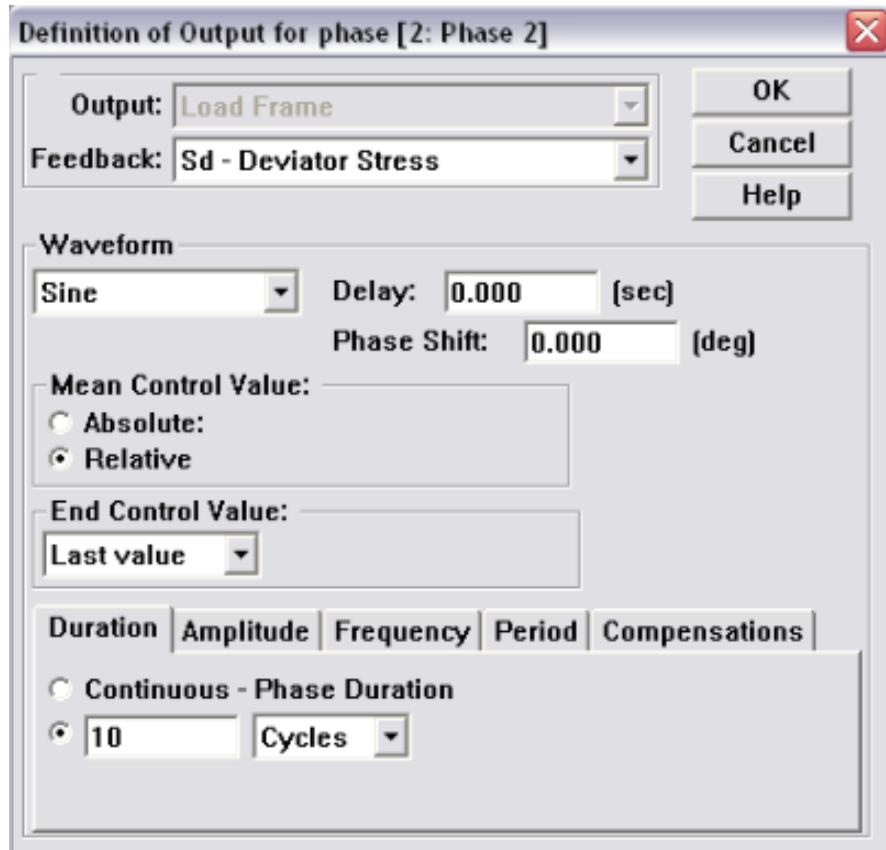 Definition of Output for phase [2: Phase 2]
Output: Load Frame
OK
Feedback: Sd - Deviator Stress
Cancel
Help
Waveform
Sine
Delay: 0.000 (sec)
Phase Shift: 0.000 (deg)
Mean Control Value:
Absolute:
Relative
End Control Value:
Last value
Duration Amplitude Frequency Period Compensations
Continuous - Phase Duration
10 Cycles